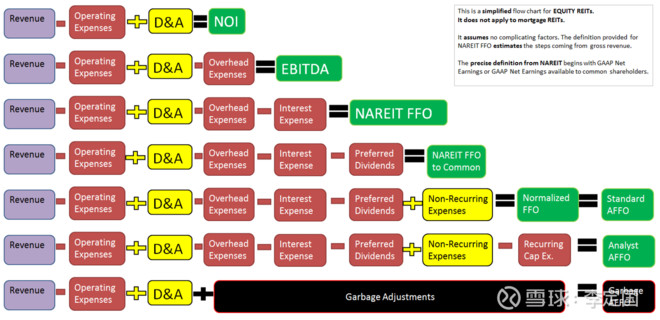 This is a simplified flow chart for EQUITY REITs.
It does not apply to mortgage REITs.
It assumes no complicating factors. The definition provided for
NAREIT FFO estimates the steps coming from gross revenue.
The precise definition from NAREIT begins with GAAP Net
Earnings or GAAP Net Earnings available to common shareholders.
Revenue - Operating Expenses + D&A = NOI
Revenue - Operating Expenses + D&A - Overhead Expenses = EBITDA
Revenue - Operating Expenses + D&A - Overhead Expenses - Interest Expense = NAREIT FFO
Revenue - Operating Expenses + D&A - Overhead Expenses - Interest Expense - Preferred Dividends = NAREIT FFO to Common
Revenue - Operating Expenses + D&A - Overhead Expenses - Interest Expense - Preferred Dividends + Non-Recurring Expenses = Normalized FFO = Standard AFFO
Revenue - Operating Expenses + D&A - Overhead Expenses - Interest Expense - Preferred Dividends + Non-Recurring Expenses - Recurring Cap Ex. = Analyst AFFO
Revenue - Operating Expenses + D&A + Garbage Adjustments = Garbage AFFO
雪球:李定国